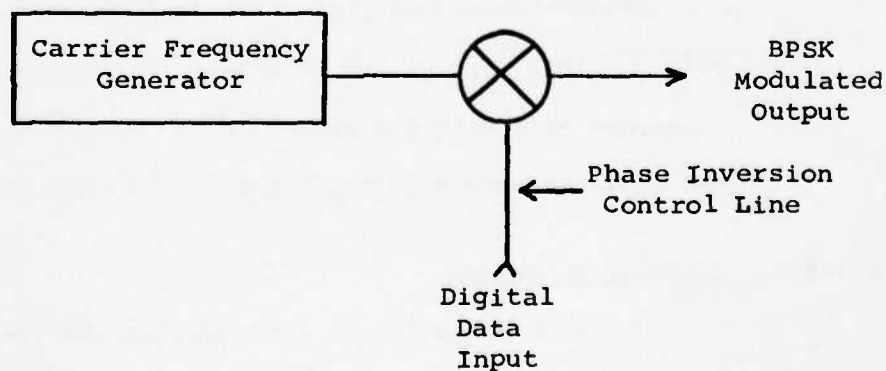 Carrier Frequency
Generator
BPSK
Modulated
Output
Phase Inversion
Control Line
Digital
Data
Input